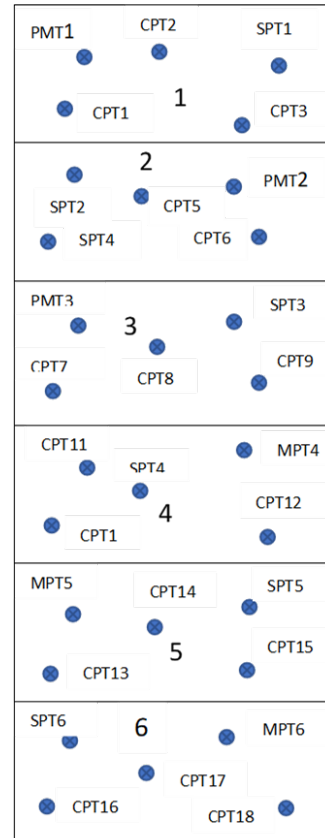 PMT1
CPT2
SPT1
1
CPT1
CPT3
2
PMT2
SPT2
CPT5
SPT4
CPT6
PMT3
SPT3
3
CPT7
CPT8
CPT9
CPT11
SPT4
MPT4
CPT12
4
CPT1
MPT5
CPT14
SPT5
5
CPT13
CPT15
SPT6
6
MPT6
CPT17
CPT16
CPT18